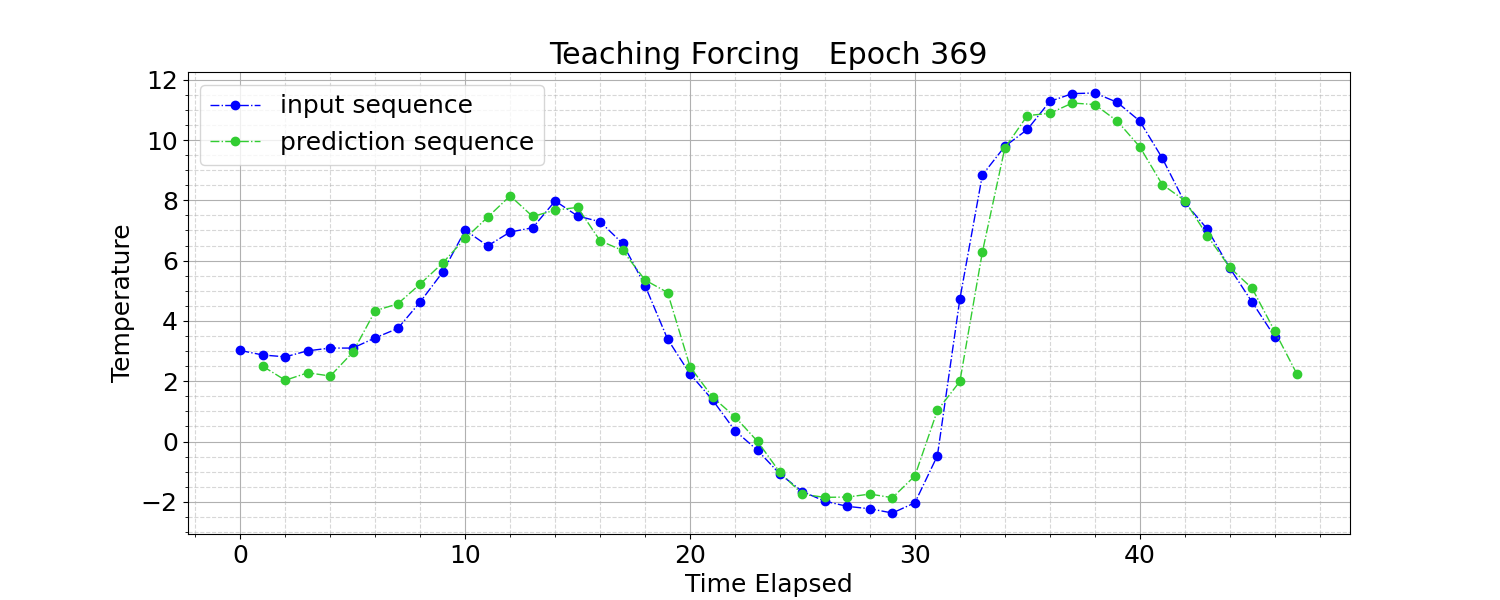 Teaching Forcing   Epoch 369
input sequence
prediction sequence
12
10
8
6
4
2
0
−2
Temperature
0 10 20 30 40
Time Elapsed